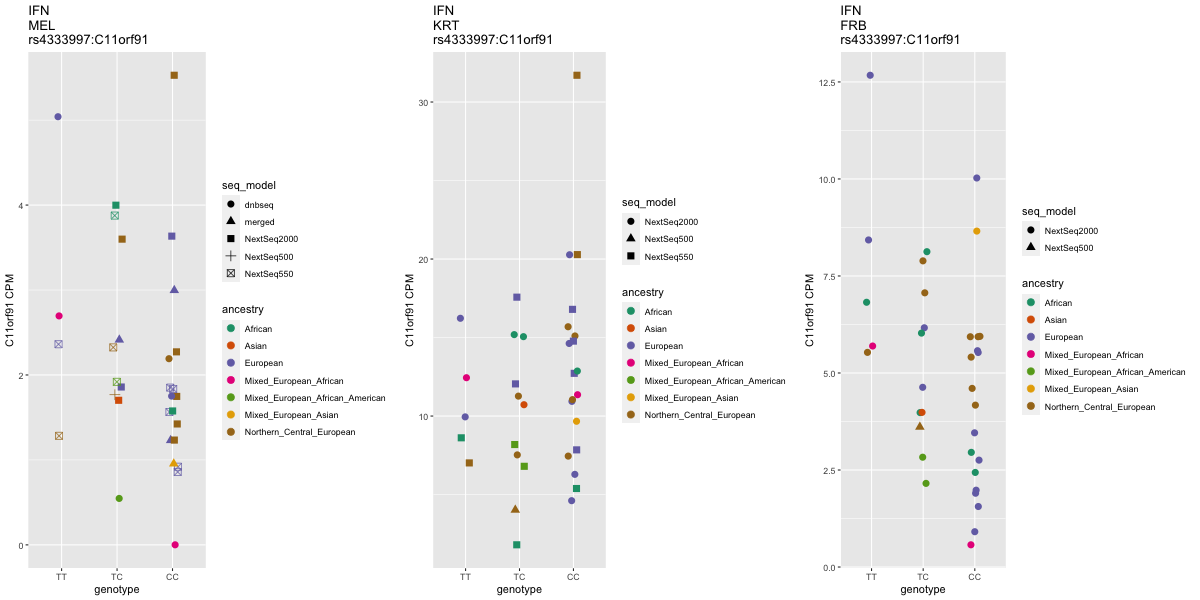 IFN
MEL
rs4333997:C11orf91
C11orf91 CPM
4
2
0
TT
TC
CC
genotype
seq_model
dnbseq
merged
NextSeq2000
NextSeq500
NextSeq550
ancestry
African
Asian
European
Mixed_European_African
Mixed_European_African_American
Mixed_European_Asian
Northern_Central_European
IFN
KRT
rs4333997:C11orf91
C11orf91 CPM
30
20
10
TT
TC
CC
genotype
seq_model
NextSeq2000
NextSeq500
NextSeq550
ancestry
African
Asian
European
Mixed_European_African
Mixed_European_African_American
Mixed_European_Asian
Northern_Central_European
IFN
FRB
rs4333997:C11orf91
C11orf91 CPM
12.5
10.0
7.5
5.0
2.5
0.0
TT
TC
CC
genotype
seq_model
NextSeq2000
NextSeq500
ancestry
African
Asian
European
Mixed_European_African
Mixed_European_African_American
Mixed_European_Asian
Northern_Central_European